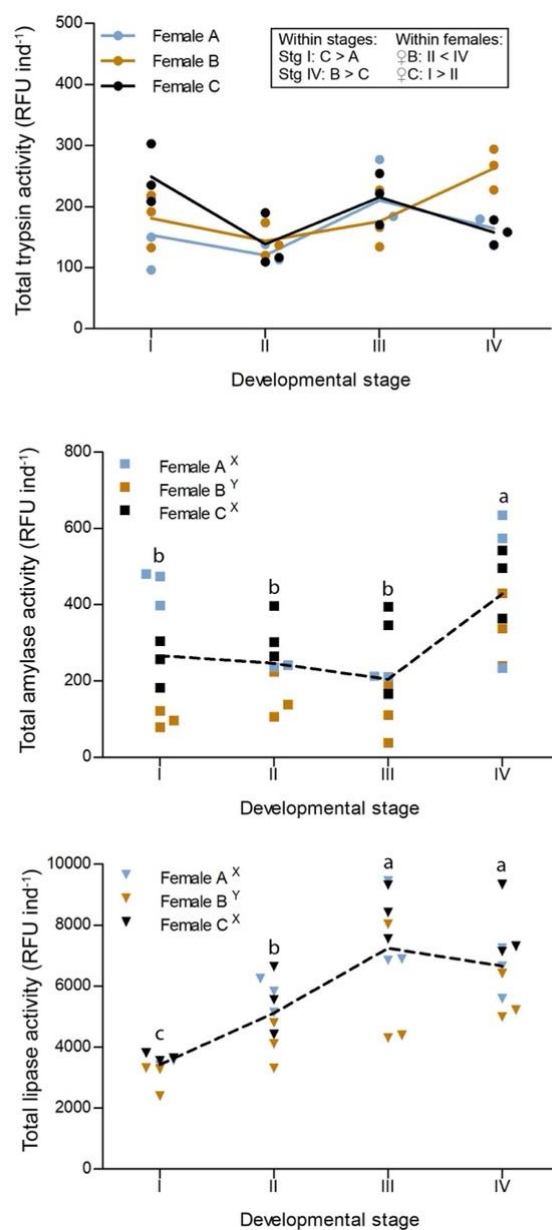 500
400
300
200
100
0
Total trypsin activity (RFU ind-1)
Female A
Female B
Female C
Within stages: Within females:
Stg I: C > A ♀B: II < IV
Stg IV: B > C ♀C: I > II
I II III IV
Developmental stage
800
600
400
200
0
Total amylase activity (RFU ind-1)
Female A X
Female B Y
Female C X
b
b
b
a
I II III IV
Developmental stage
10000
8000
6000
4000
2000
0
Total lipase activity (RFU ind-1)
Female A X
Female B Y
Female C X
c
b
a
a
I II III IV
Developmental stage